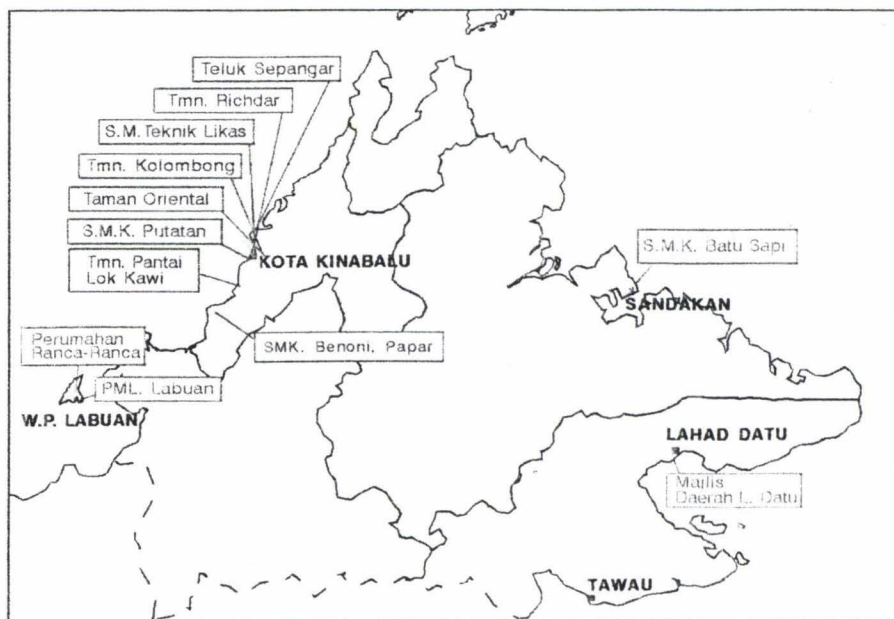 Teluk Sepangar
Tmn. Richdar
S.M.Teknik Likas
Tmn. Kolombong
Taman Oriental
S.M.K. Putatan
Tmn. Pantai
Lok Kawi
KOTA KINABALU
S.M.K. Batu Sapi
SANDAKAN
SMK. Benoni, Papar
Perumahan
Ranca-Ranca
PML. Labuan
W.P. LABUAN
LAHAD DATU
Majlis
Daerah L. Datu
TAWAU